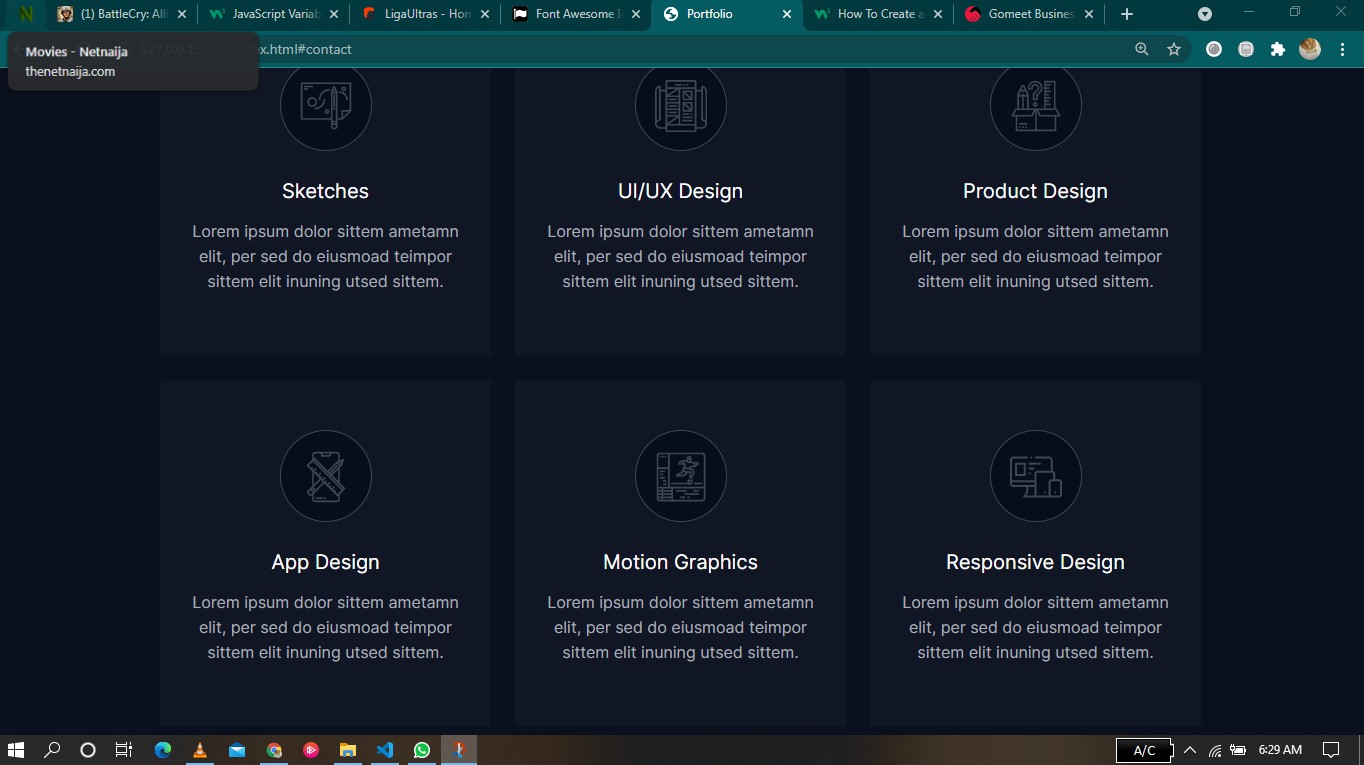 (1) BattleCry: Alli
JavaScript Variab
LigaUltras - Hom
Font Awesome I
Portfolio
How To Create a
Gomeet Business
Movies - Netnaija
thenetnaija.com
index.html#contact
Sketches
Lorem ipsum dolor sittem ametamn
elit, per sed do eiusmoad teimpor
sittem elit inuning utsed sittem.
UI/UX Design
Lorem ipsum dolor sittem ametamn
elit, per sed do eiusmoad teimpor
sittem elit inuning utsed sittem.
Product Design
Lorem ipsum dolor sittem ametamn
elit, per sed do eiusmoad teimpor
sittem elit inuning utsed sittem.
App Design
Lorem ipsum dolor sittem ametamn
elit, per sed do eiusmoad teimpor
sittem elit inuning utsed sittem.
Motion Graphics
Lorem ipsum dolor sittem ametamn
elit, per sed do eiusmoad teimpor
sittem elit inuning utsed sittem.
Responsive Design
Lorem ipsum dolor sittem ametamn
elit, per sed do eiusmoad teimpor
sittem elit inuning utsed sittem.
A/C
6:29 AM